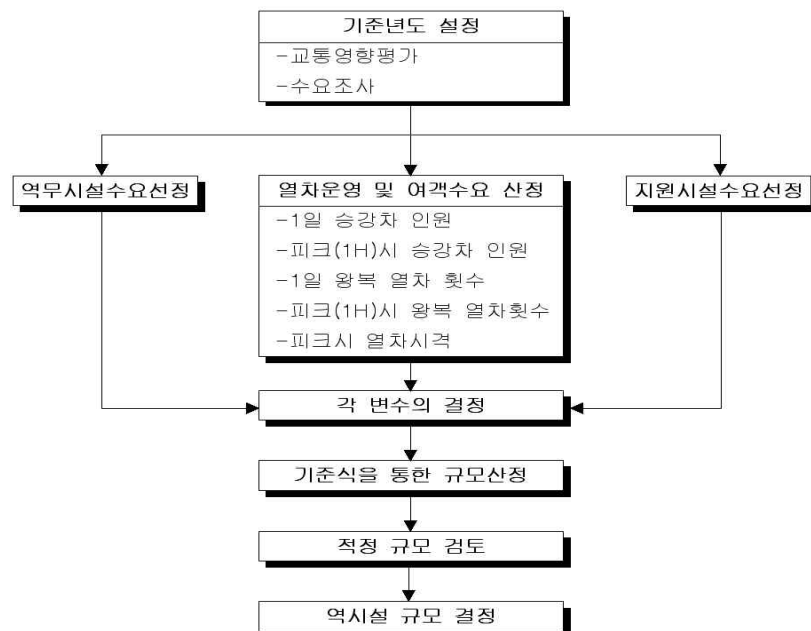 기준년도 설정
-교통영향평가
-수요조사
역무시설수요선정
열차운영 및 여객수요 산정
지원시설수요선정
-1일 승강차 인원
-피크(1H)시 승강차 인원
-1일 왕복 열차 횟수
-피크(1H)시 왕복 열차횟수
-피크시 열차시격
각 변수의 결정
기준식을 통한 규모산정
적정 규모 검토
역시설 규모 결정